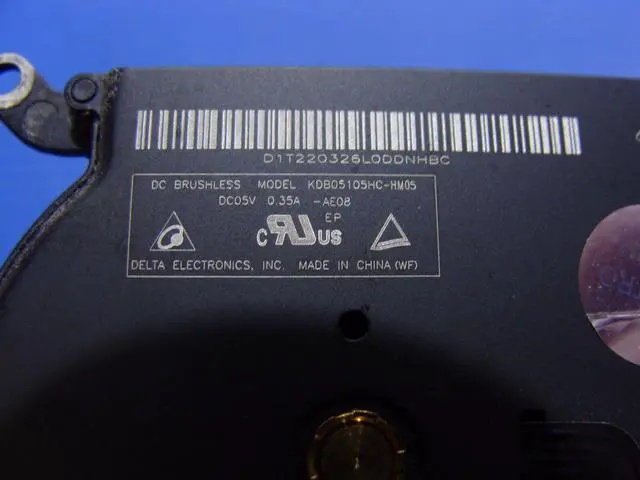 D1T220326L0DDNHBC
DC BRUSHLESS MODEL KDB05105HC-HM05
DC05V 0.35A -AE08
EP
c RU US
DELTA ELECTRONICS, INC. MADE IN CHINA (WF)